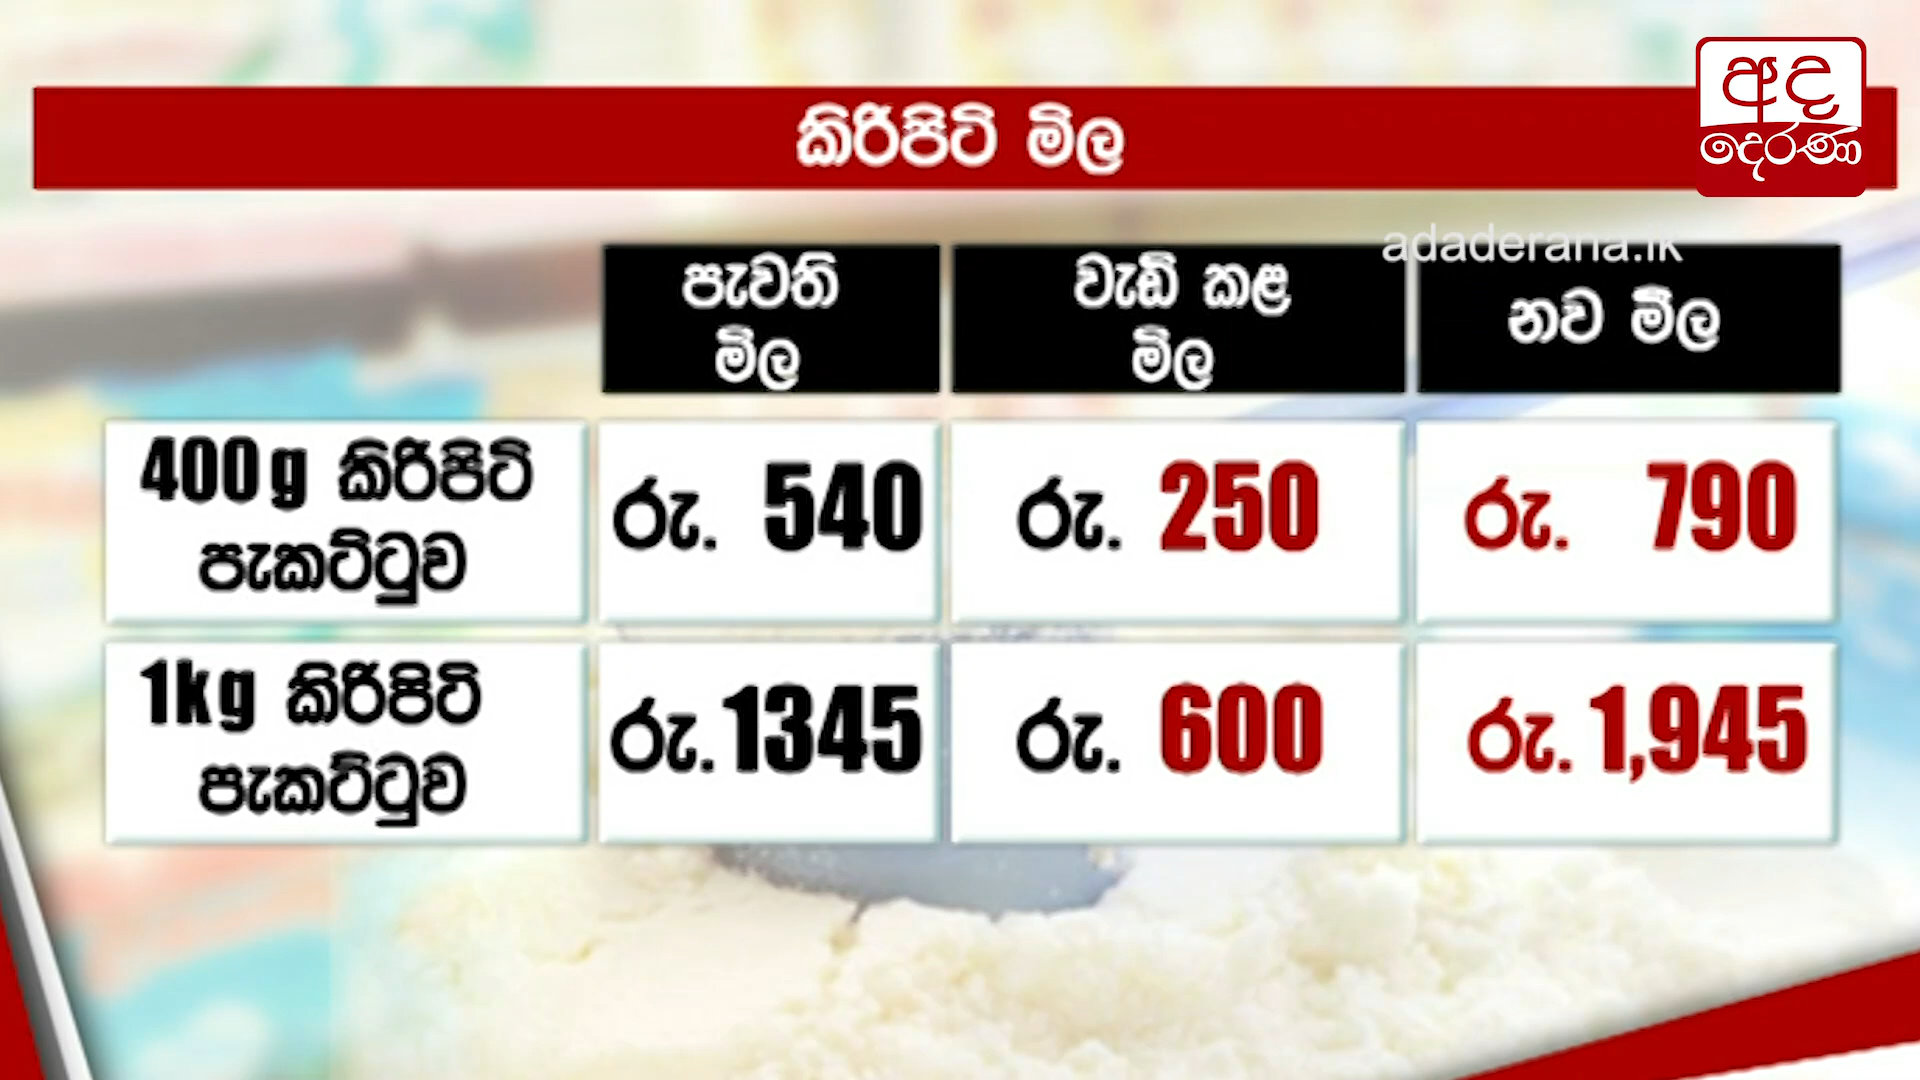 කිරිපිටි මිල
අද
දෙරණ
adaderana.lk
පැවති
මිල
වැඩි කළ
මිල
නව මිල
400g කිරිපිටි
පැකට්ටුව
රු. 540
රු. 250
රු. 790
1kg කිරිපිටි
පැකට්ටුව
රු. 1345
රු. 600
රු. 1,945